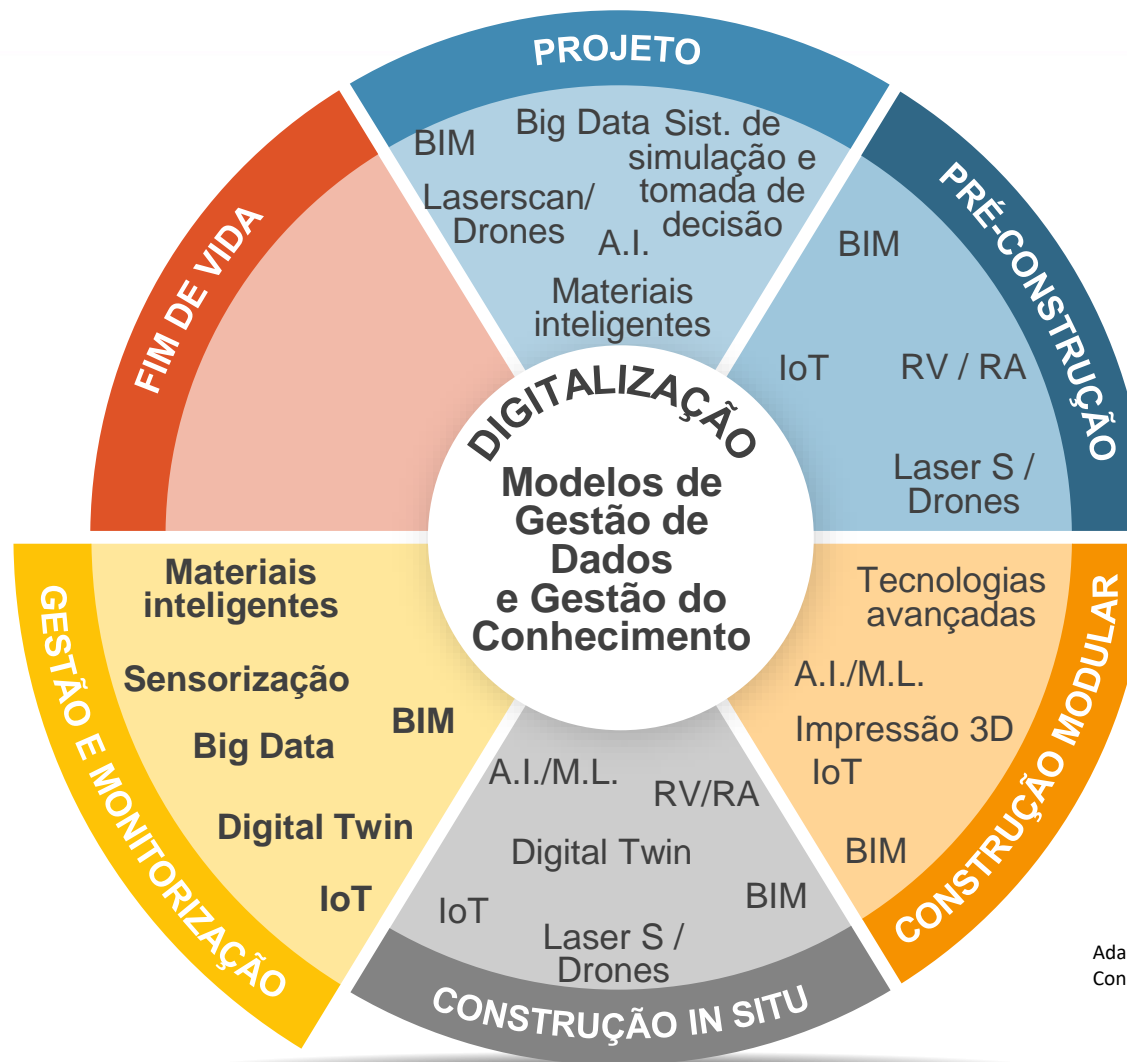 PROJETO
BIM
Big Data
Sist. de
simulação e
tomada de
decisão
Laserscan/
Drones
A.I.
Materiais
inteligentes
PRÉ-CONSTRUÇÃO
BIM
IoT
RV / RA
Laser S /
Drones
CONSTRUÇÃO MODULAR
Tecnologias
avançadas
A.I./M.L.
Impressão 3D
IoT
BIM
CONSTRUÇÃO IN SITU
A.I./M.L.
RV/RA
Digital Twin
BIM
IoT
Laser S /
Drones
GESTÃO E MONITORIZAÇÃO
Materiais
inteligentes
Sensorização
BIM
Big Data
Digital Twin
IoT
FIM DE VIDA
DIGITALIZAÇÃO
Modelos de
Gestão de
Dados
e Gestão do
Conhecimento
Ada
Con